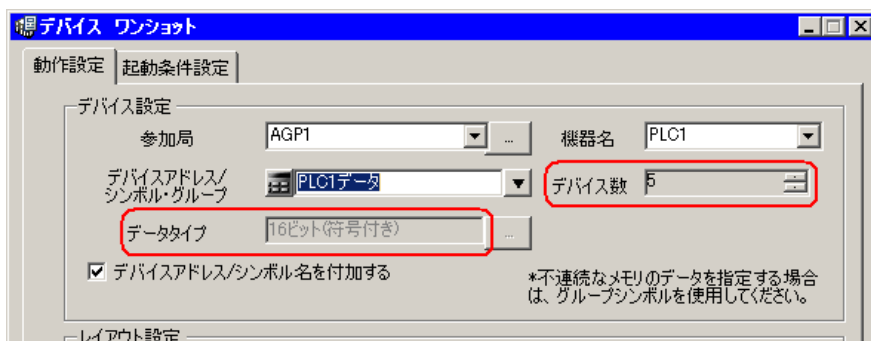 デバイス ワンショット
動作設定 起動条件設定
デバイス設定
参加局 AGP1 ... 機器名 PLC1
デバイスアドレス/
シンボル・グループ PLC1データ デバイス数 5
データタイプ 16ビット(符号付き) ...
デバイスアドレス/シンボル名を付加する
*不連続なメモリのデータを指定する場合
は、グループシンボルを使用してください。
レイアウト設定